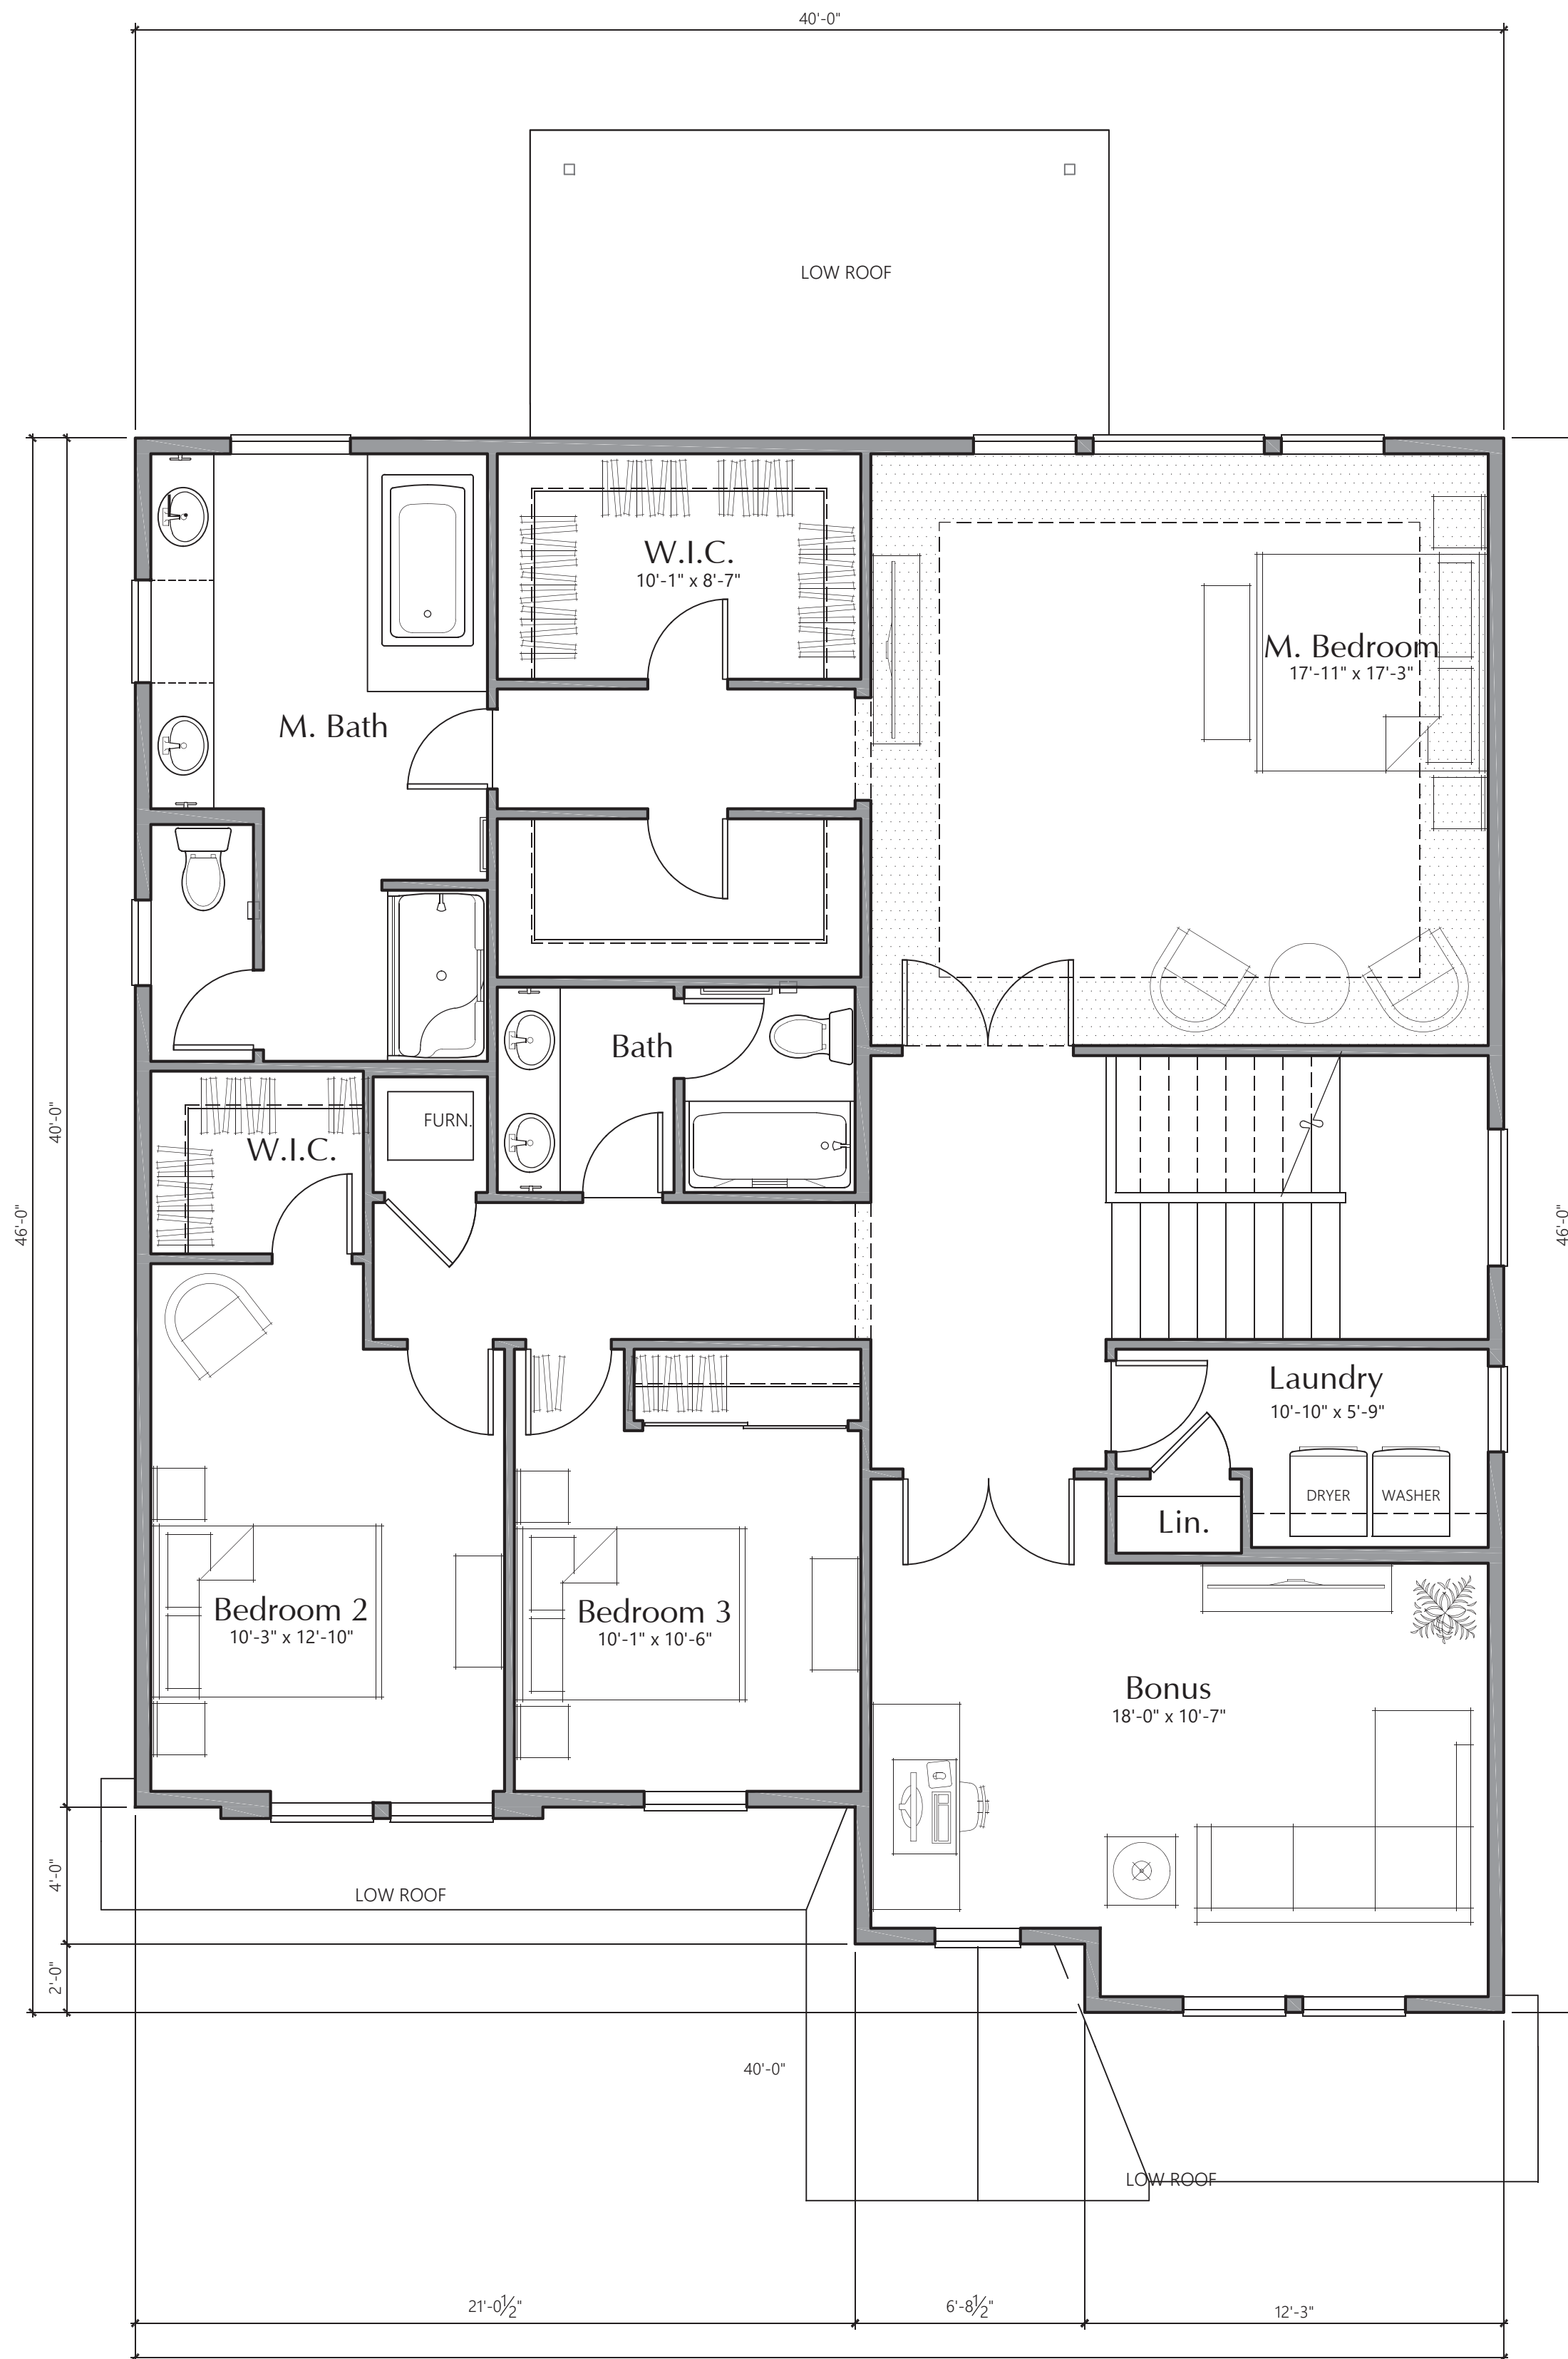 40'-0"
LOW ROOF
W.I.C.
10'-1" x 8'-7"
M. Bedroom
17'-11" x 17'-3"
M. Bath
Bath
FURN.
W.I.C.
40'-0"
46'-0"
46'-0"
Laundry
10'-10" x 5'-9"
DRYER
WASHER
Lin.
Bedroom 2
10'-3" x 12'-10"
Bedroom 3
10'-1" x 10'-6"
Bonus
18'-0" x 10'-7"
4'-0"
LOW ROOF
2'-0"
40'-0"
LOW ROOF
21'-0½"
6'-8½"
12'-3"